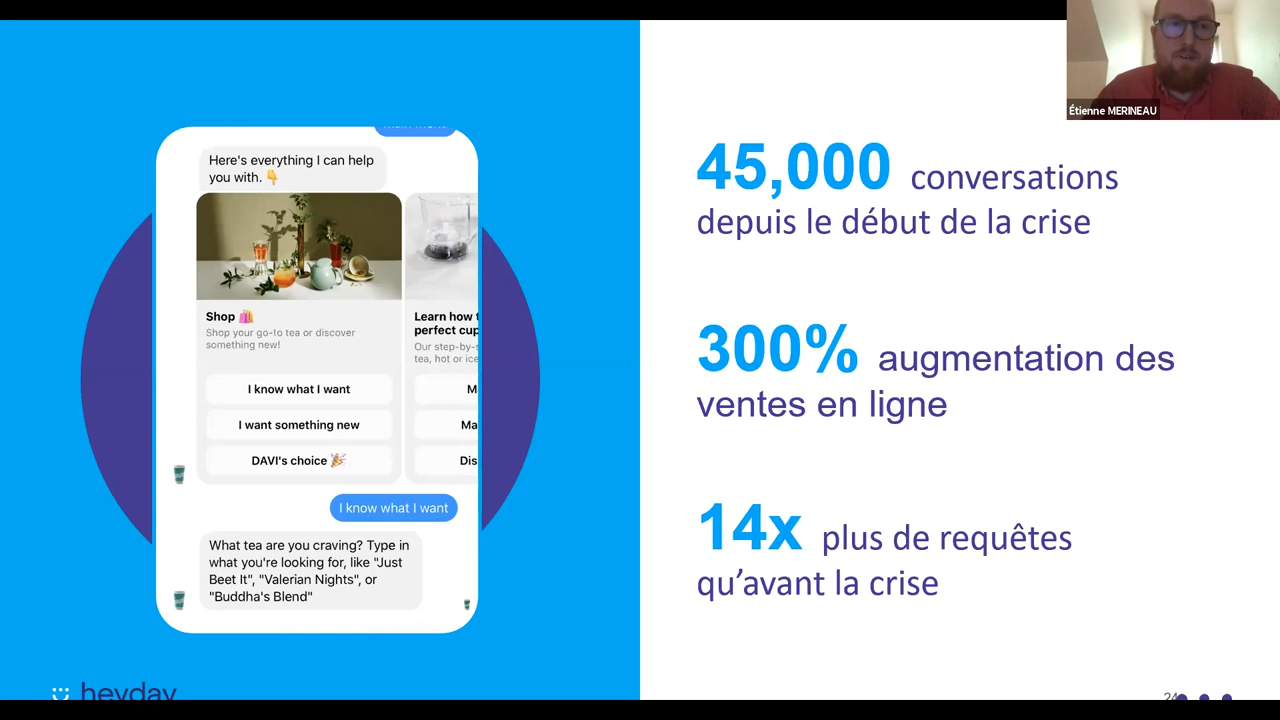 Étienne MERINEAU
Here's everything I can help
you with. 👇
Shop 🛍️
Shop your go-to tea or discover
something new!
I know what I want
I want something new
DAVI's choice 🎉
Learn how
perfect cup
Our step-by-s
tea, hot or ice
M
Ma
Dis
I know what I want
What tea are you craving? Type in
what you're looking for, like "Just
Beet It", "Valerian Nights", or
"Buddha's Blend"
45,000 conversations
depuis le début de la crise
300% augmentation des
ventes en ligne
14x plus de requêtes
qu’avant la crise
heyday
24